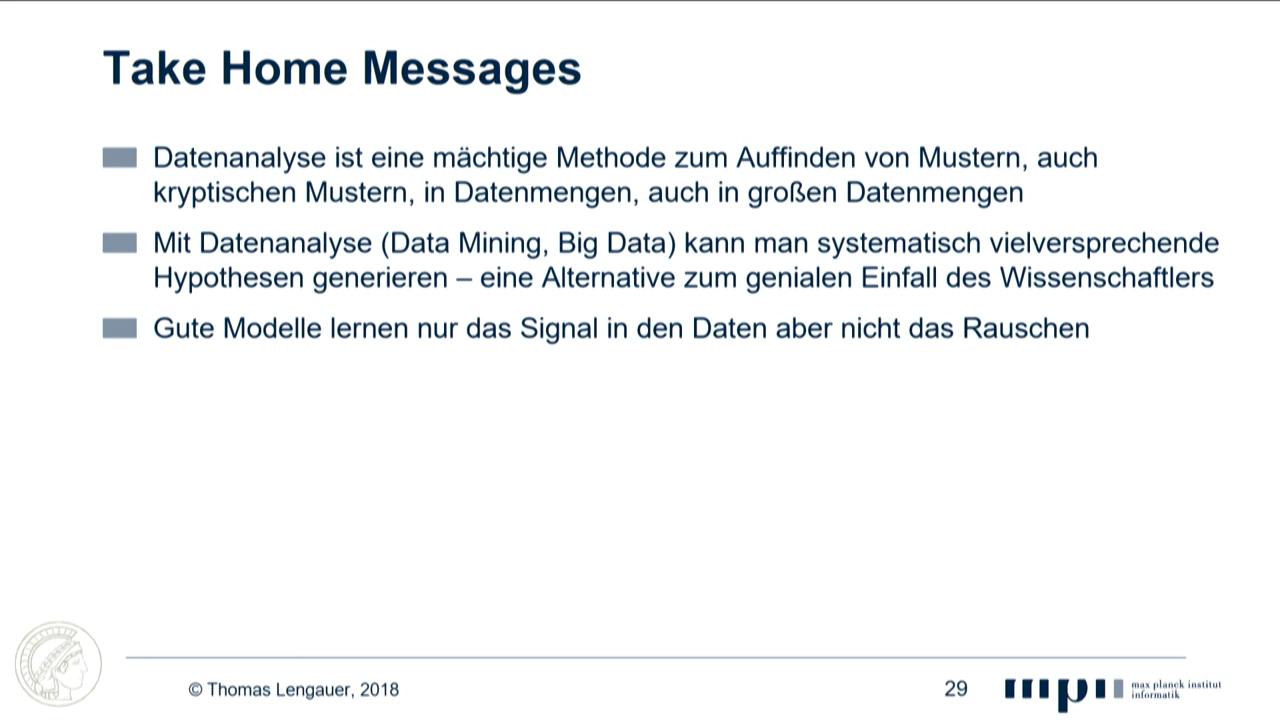 Take Home Messages
Datenanalyse ist eine mächtige Methode zum Auffinden von Mustern, auch
kryptischen Mustern, in Datenmengen, auch in großen Datenmengen
Mit Datenanalyse (Data Mining, Big Data) kann man systematisch vielversprechende
Hypothesen generieren – eine Alternative zum genialen Einfall des Wissenschaftlers
Gute Modelle lernen nur das Signal in den Daten aber nicht das Rauschen
© Thomas Lengauer, 2018
29
mpi
max planck institut
informatik